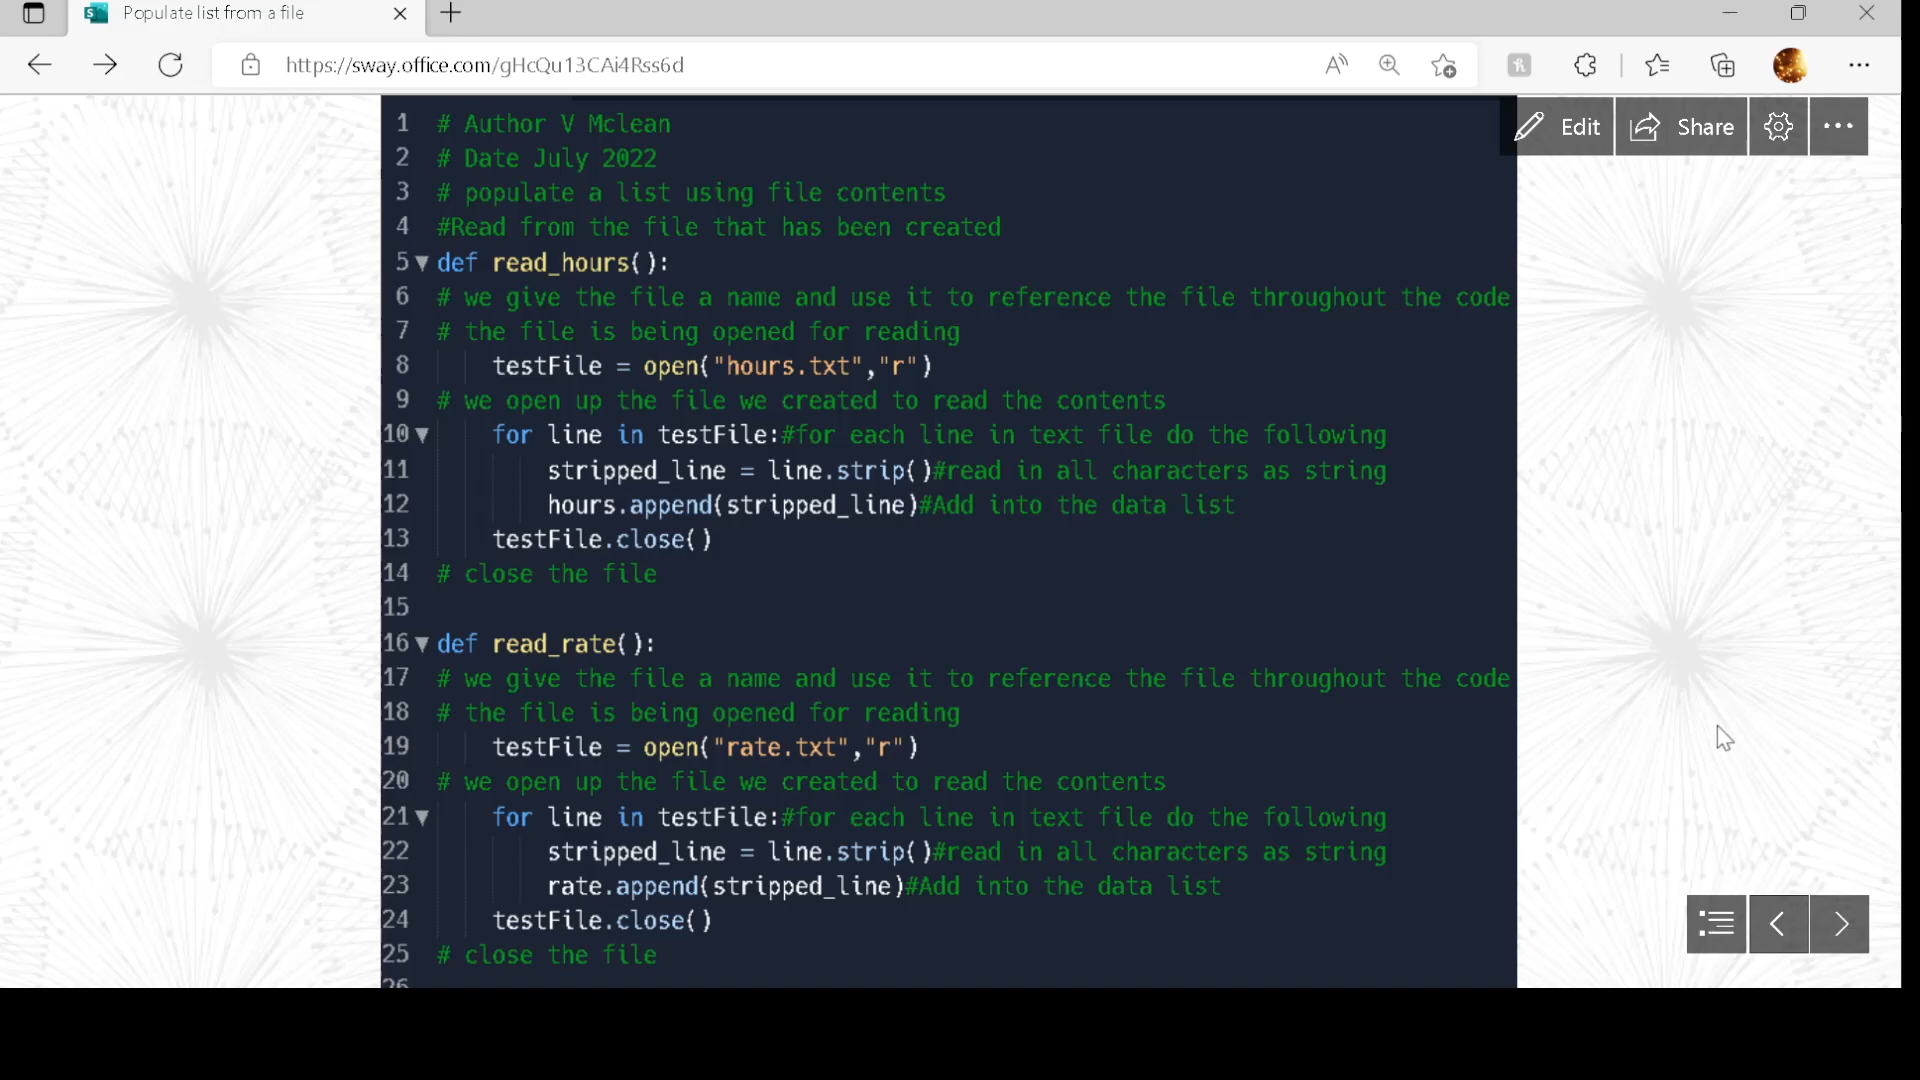 Populate list from a file
https://sway.office.com/gHcQu13CAi4Rss6d
Edit
Share
1 # Author V Mclean
2 # Date July 2022
3 # populate a list using file contents
4 #Read from the file that has been created
5 def read_hours():
6 # we give the file a name and use it to reference the file throughout the code
7 # the file is being opened for reading
8 testFile = open("hours.txt","r")
9 # we open up the file we created to read the contents
10 for line in testFile:#for each line in text file do the following
11 stripped_line = line.strip()#read in all characters as string
12 hours.append(stripped_line)#Add into the data list
13 testFile.close()
14 # close the file
15
16 def read_rate():
17 # we give the file a name and use it to reference the file throughout the code
18 # the file is being opened for reading
19 testFile = open("rate.txt","r")
20 # we open up the file we created to read the contents
21 for line in testFile:#for each line in text file do the following
22 stripped_line = line.strip()#read in all characters as string
23 rate.append(stripped_line)#Add into the data list
24 testFile.close()
25 # close the file
26